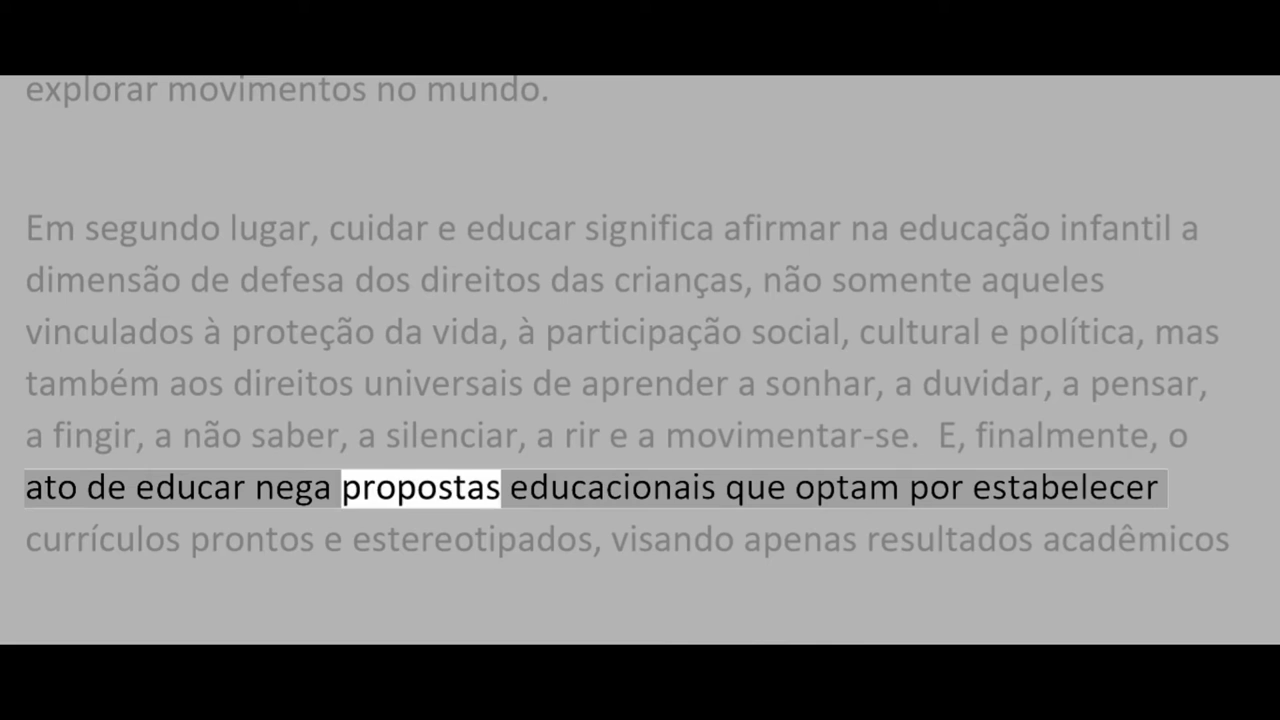 explorar movimentos no mundo.
Em segundo lugar, cuidar e educar significa afirmar na educação infantil a
dimensão de defesa dos direitos das crianças, não somente aqueles
vinculados à proteção da vida, à participação social, cultural e política, mas
também aos direitos universais de aprender a sonhar, a duvidar, a pensar,
a fingir, a não saber, a silenciar, a rir e a movimentar-se.  E, finalmente, o
ato de educar nega propostas educacionais que optam por estabelecer
currículos prontos e estereotipados, visando apenas resultados acadêmicos